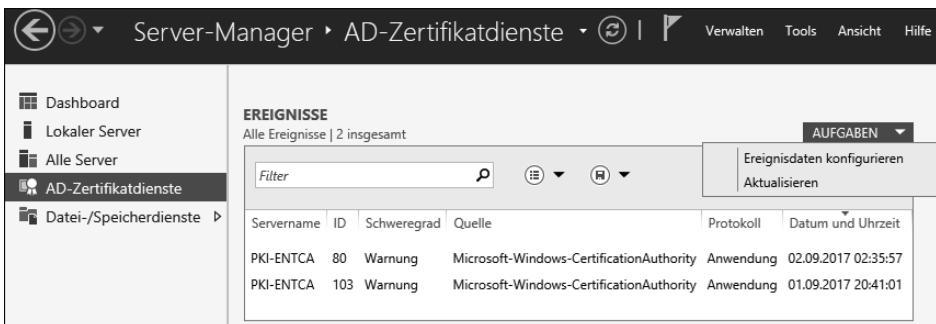 Server-Manager ▸ AD-Zertifikatdienste
Verwalten Tools Ansicht Hilfe
Dashboard
Lokaler Server
Alle Server
AD-Zertifikatdienste
Datei-/Speicherdienste
EREIGNISSE
Alle Ereignisse | 2 insgesamt
AUFGABEN
Ereignisdaten konfigurieren
Aktualisieren
Filter
Servername ID Schweregrad Quelle Protokoll Datum und Uhrzeit
PKI-ENTCA 80 Warnung Microsoft-Windows-CertificationAuthority Anwendung 02.09.2017 02:35:57
PKI-ENTCA 103 Warnung Microsoft-Windows-CertificationAuthority Anwendung 01.09.2017 20:41:01